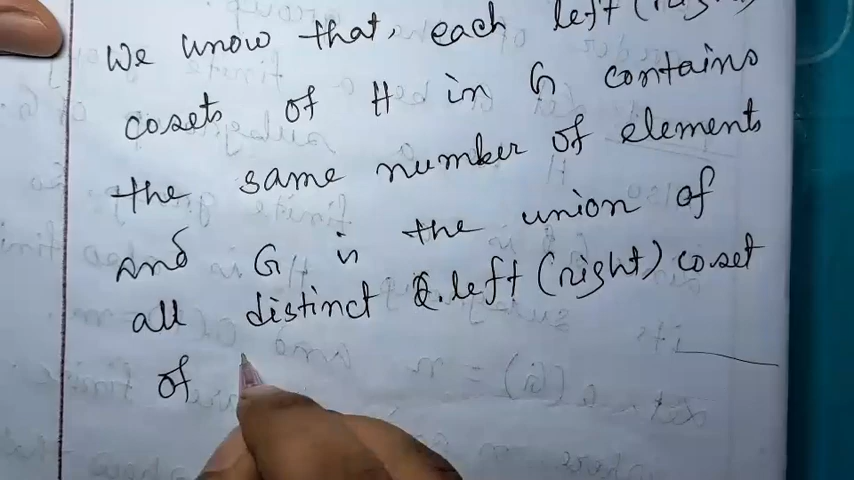 We know that, each left (right)
cosets of H in G contains
the same number of elements
and G is the union of
all distinct left (right) coset
of